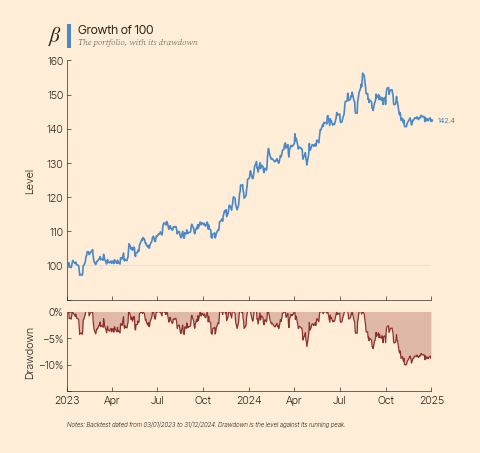 β Growth of 100
The portfolio, with its drawdown
160
150
140
130
120
110
100
Level
142.4
0%
−5%
−10%
Drawdown
2023 Apr Jul Oct 2024 Apr Jul Oct 2025
Notes: Backtest dated from 03/01/2023 to 31/12/2024. Drawdown is the level against its running peak.